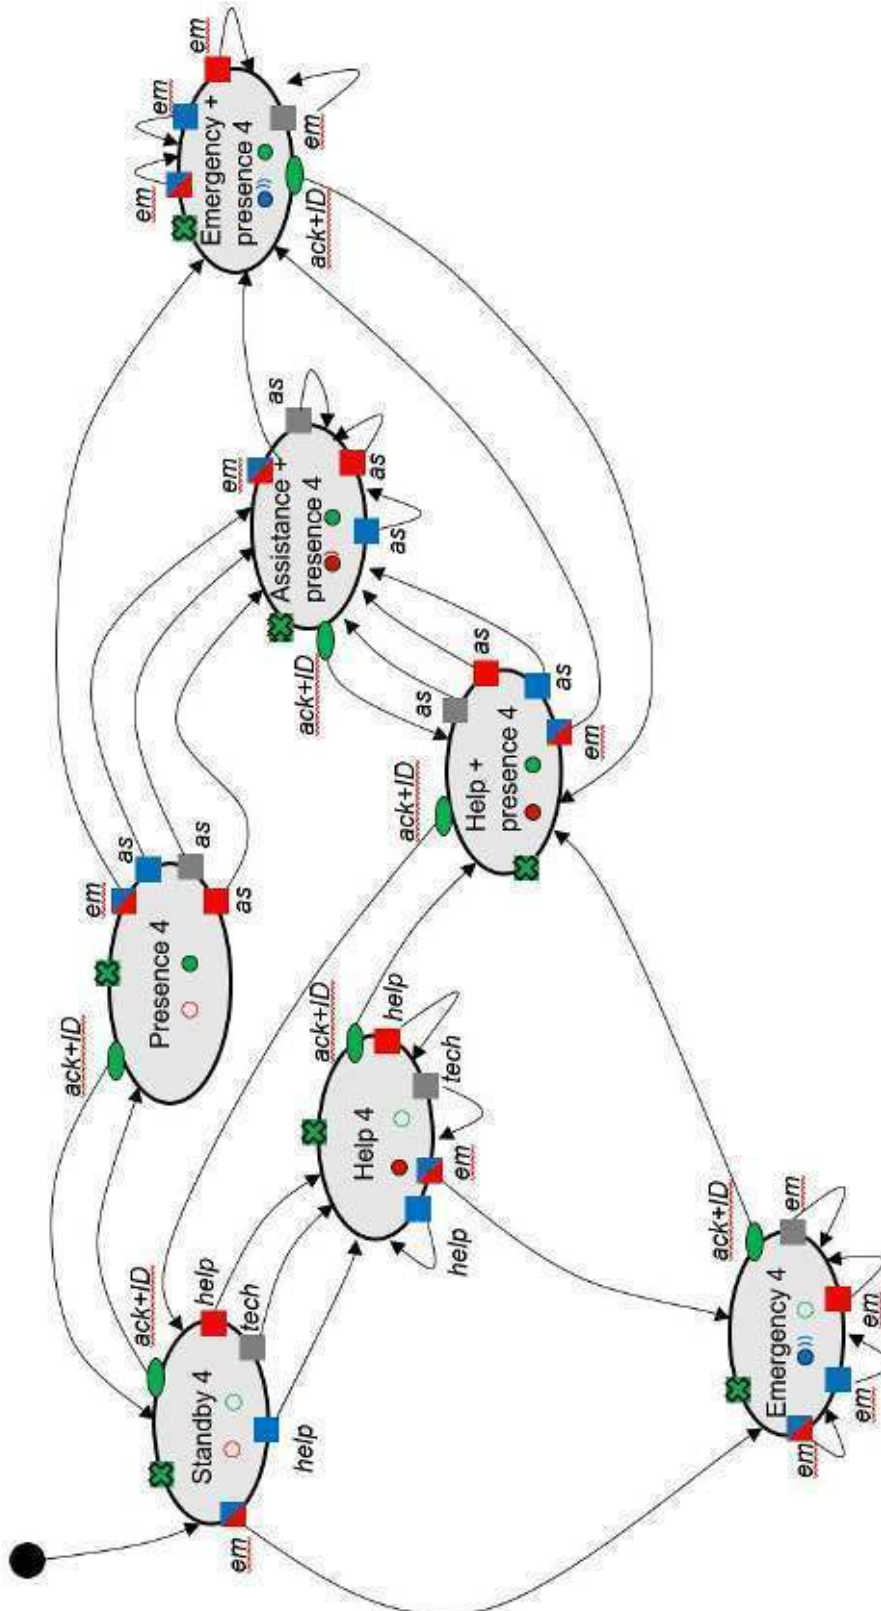 Standby 4
ack+ID
help
tech
help
em
Presence 4
ack+ID
em
as
as
as
Help 4
ack+ID
help
tech
em
help
Emergency 4
ack+ID
em
em
em
em
Help +
presence 4
ack+ID
as
as
as
em
Assistance +
presence 4
ack+ID
em
as
as
as
Emergency +
presence 4
em
em
em
em
ack+ID